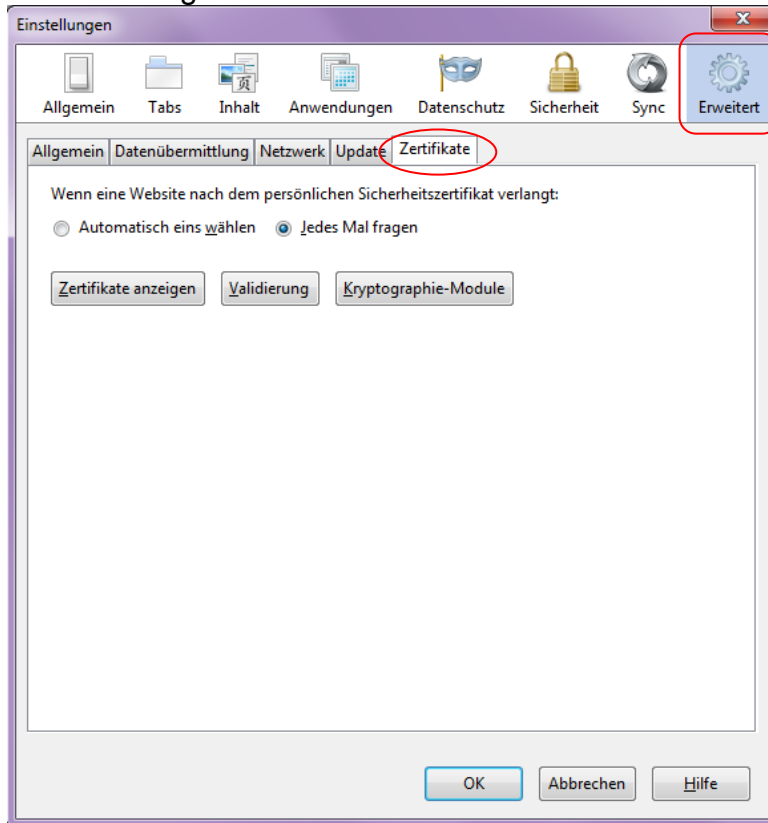 Einstellungen
x
页
Allgemein Tabs Inhalt Anwendungen Datenschutz Sicherheit Sync Erweitert
Allgemein Datenübermittlung Netzwerk Update Zertifikate
Wenn eine Website nach dem persönlichen Sicherheitszertifikat verlangt:
Automatisch eins wählen Jedes Mal fragen
Zertifikate anzeigen Validierung Kryptographie-Module
OK Abbrechen Hilfe